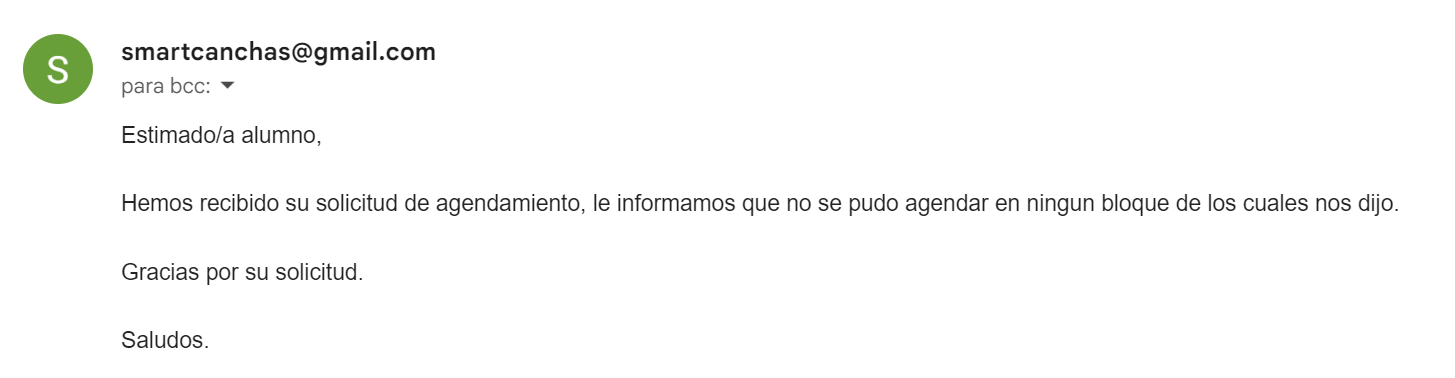 S
smartcanchas@gmail.com
para bcc:
Estimado/a alumno,
Hemos recibido su solicitud de agendamiento, le informamos que no se pudo agendar en ningun bloque de los cuales nos dijo.
Gracias por su solicitud.
Saludos.